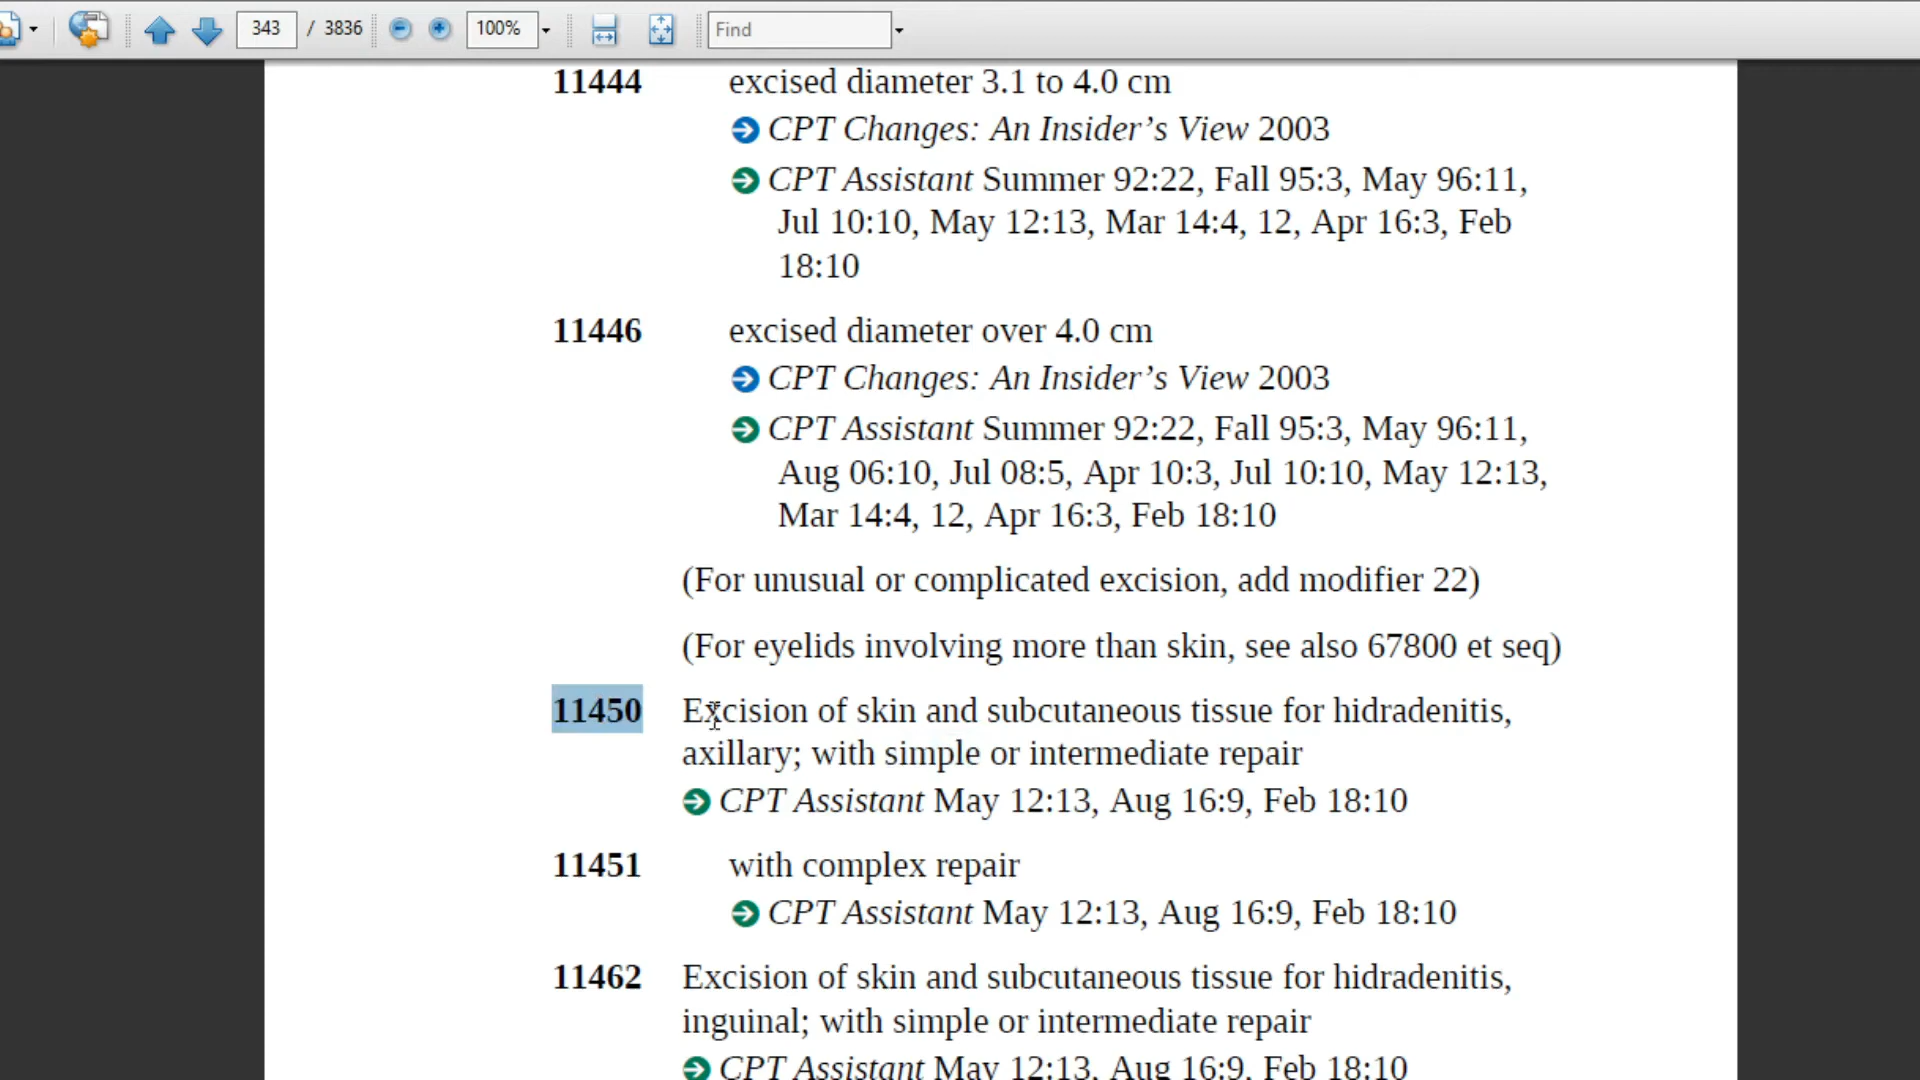 343 / 3836 100% Find
11444 excised diameter 3.1 to 4.0 cm
CPT Changes: An Insider’s View 2003
CPT Assistant Summer 92:22, Fall 95:3, May 96:11,
Jul 10:10, May 12:13, Mar 14:4, 12, Apr 16:3, Feb
18:10
11446 excised diameter over 4.0 cm
CPT Changes: An Insider’s View 2003
CPT Assistant Summer 92:22, Fall 95:3, May 96:11,
Aug 06:10, Jul 08:5, Apr 10:3, Jul 10:10, May 12:13,
Mar 14:4, 12, Apr 16:3, Feb 18:10
(For unusual or complicated excision, add modifier 22)
(For eyelids involving more than skin, see also 67800 et seq)
11450 Excision of skin and subcutaneous tissue for hidradenitis,
axillary; with simple or intermediate repair
CPT Assistant May 12:13, Aug 16:9, Feb 18:10
11451 with complex repair
CPT Assistant May 12:13, Aug 16:9, Feb 18:10
11462 Excision of skin and subcutaneous tissue for hidradenitis,
inguinal; with simple or intermediate repair
CPT Assistant May 12:13, Aug 16:9, Feb 18:10